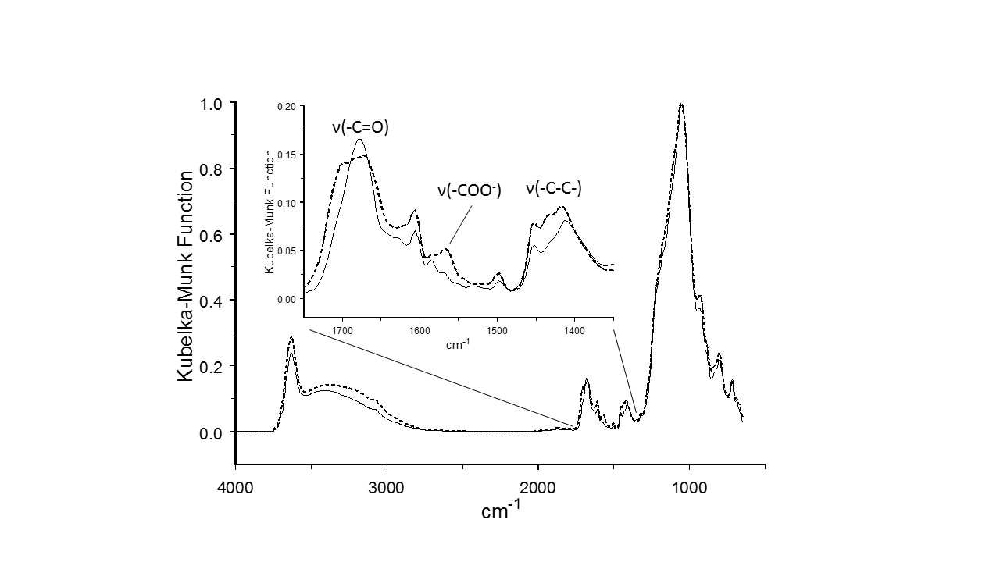 Kubelka-Munk Function
1.0
0.8
0.6
0.4
0.2
0.0
4000
3000
2000
1000
cm⁻¹
Kubelka-Munk Function
0.20
0.15
0.10
0.05
0.00
1700
1600
1500
1400
cm⁻¹
ν(-C=O)
ν(-COO⁻)
ν(-C-C-)